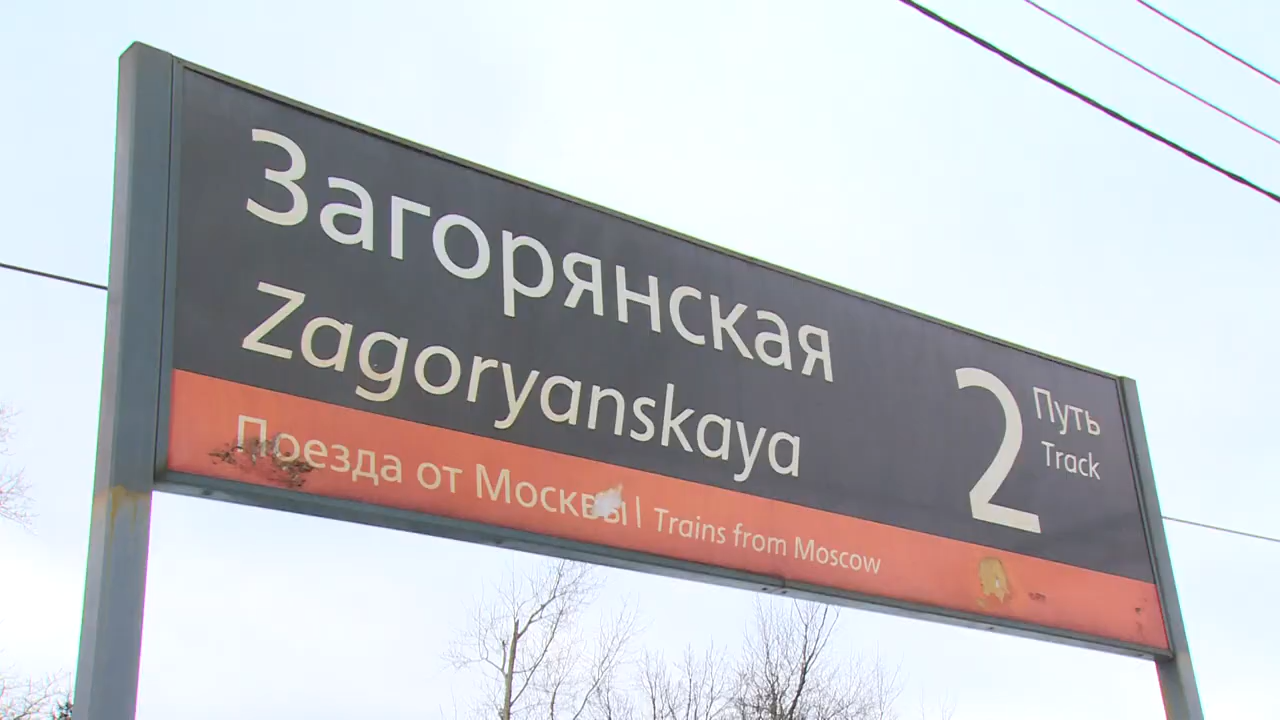 Загорянская
Zagoryanskaya
2 Путь
Track
Поезда от Москвы | Trains from Moscow